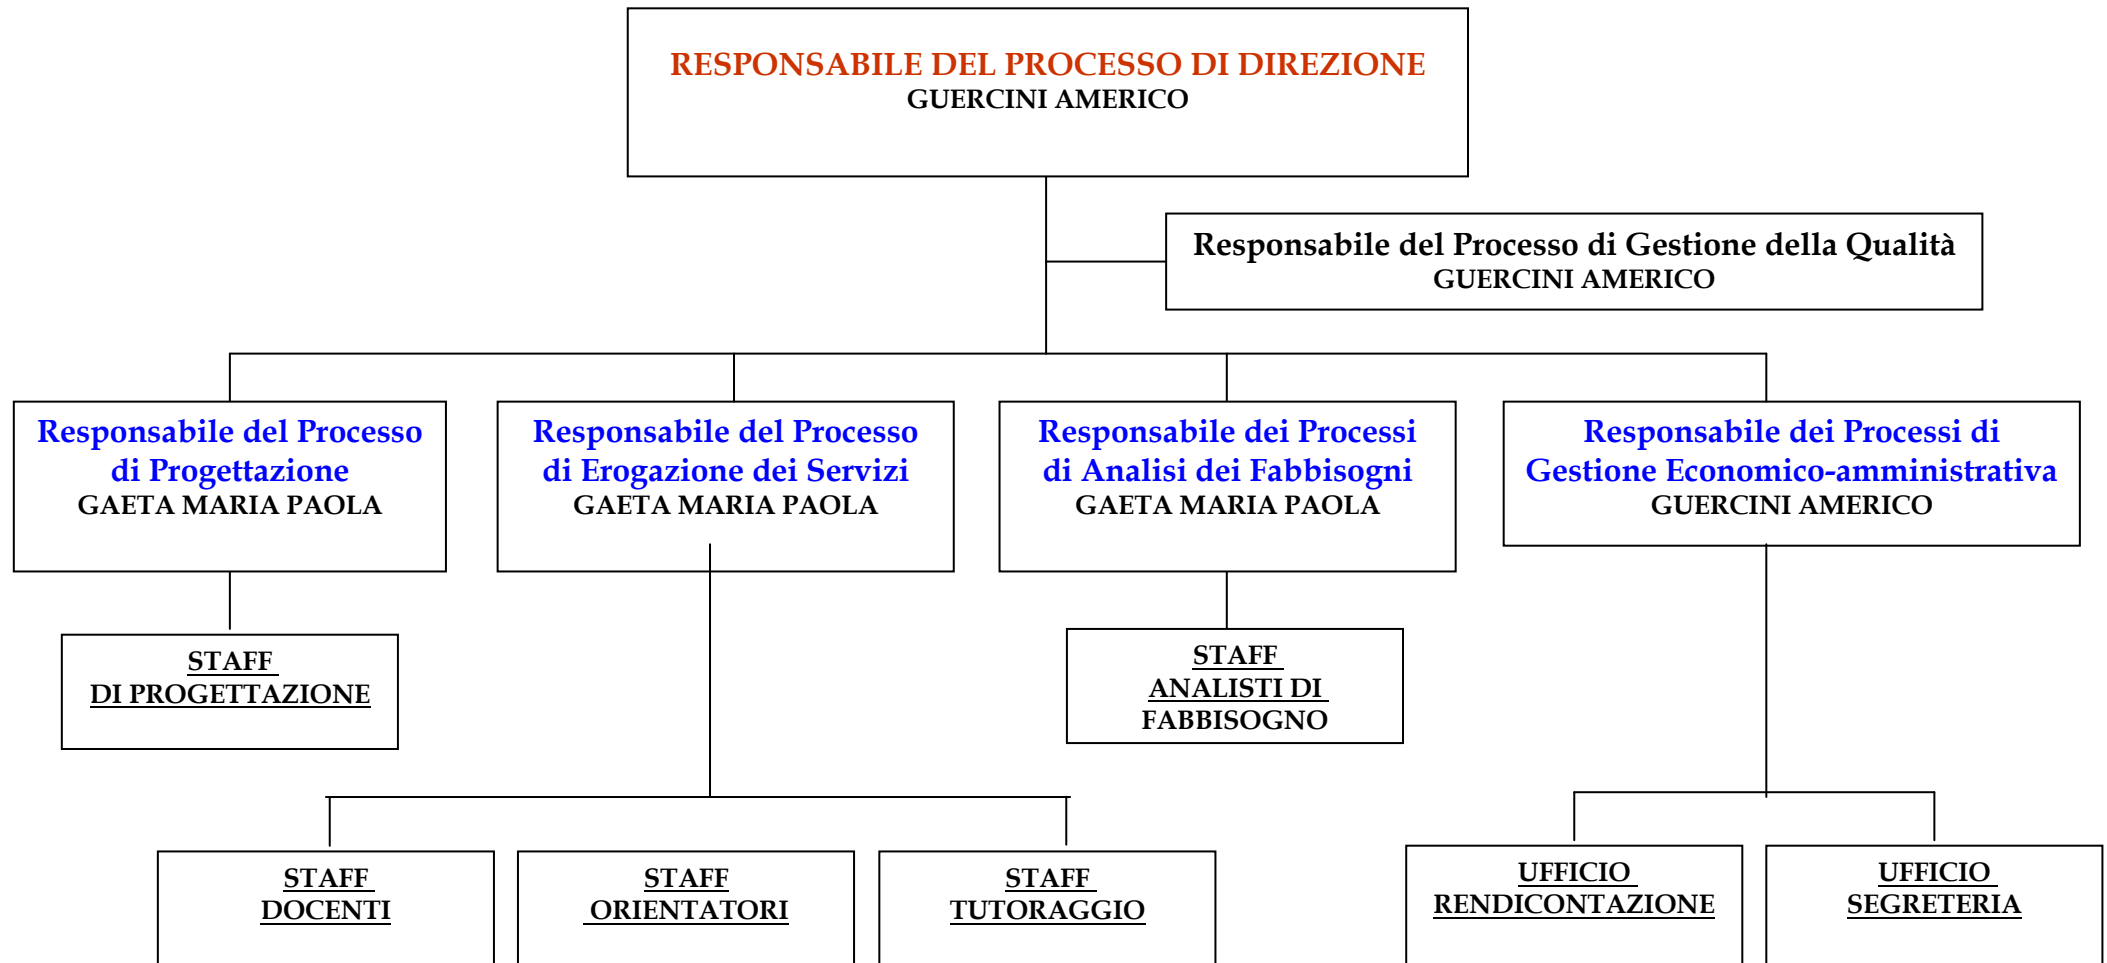 RESPONSABILE DEL PROCESSO DI DIREZIONE
GUERCINI AMERICO
Responsabile del Processo di Gestione della Qualità
GUERCINI AMERICO
Responsabile del Processo
di Progettazione
GAETA MARIA PAOLA
Responsabile del Processo
di Erogazione dei Servizi
GAETA MARIA PAOLA
Responsabile dei Processi
di Analisi dei Fabbisogni
GAETA MARIA PAOLA
Responsabile dei Processi di
Gestione Economico-amministrativa
GUERCINI AMERICO
STAFF
DI PROGETTAZIONE
STAFF
ANALISTI DI
FABBISOGNO
STAFF
DOCENTI
STAFF
ORIENTATORI
STAFF
TUTORAGGIO
UFFICIO
RENDICONTAZIONE
UFFICIO
SEGRETERIA